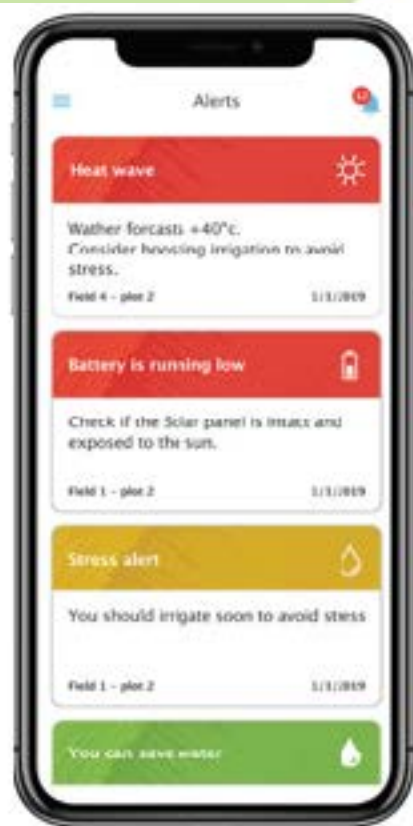 Alerts
Heat wave
Wather forcasts +40°c.
Consider boosting irrigation to avoid
stress.
Field 4 - plot 2
1/1/2019
Battery is running low
Check if the Solar panel is intact and
exposed to the sun.
Field 1 - plot 2
1/1/2019
Stress alert
You should irrigate soon to avoid stress
Field 1 - plot 2
1/1/2019
You can save water